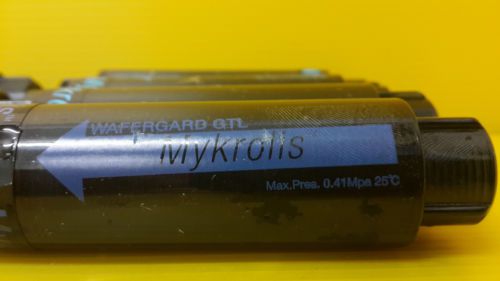 WAFERGARD GTL
Mykrolis
Max,Pres. 0.41Mpa 25℃